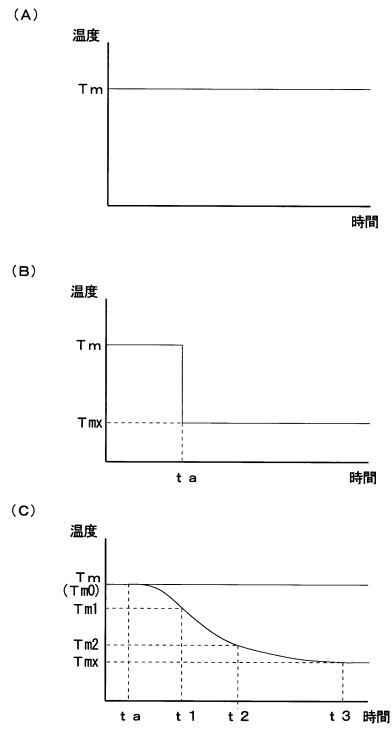 (A)
温度
Tm
時間
(B)
温度
Tm
Tmx
ta
時間
(C)
温度
Tm
(Tm0)
Tm1
Tm2
Tmx
ta t1 t2 t3 時間